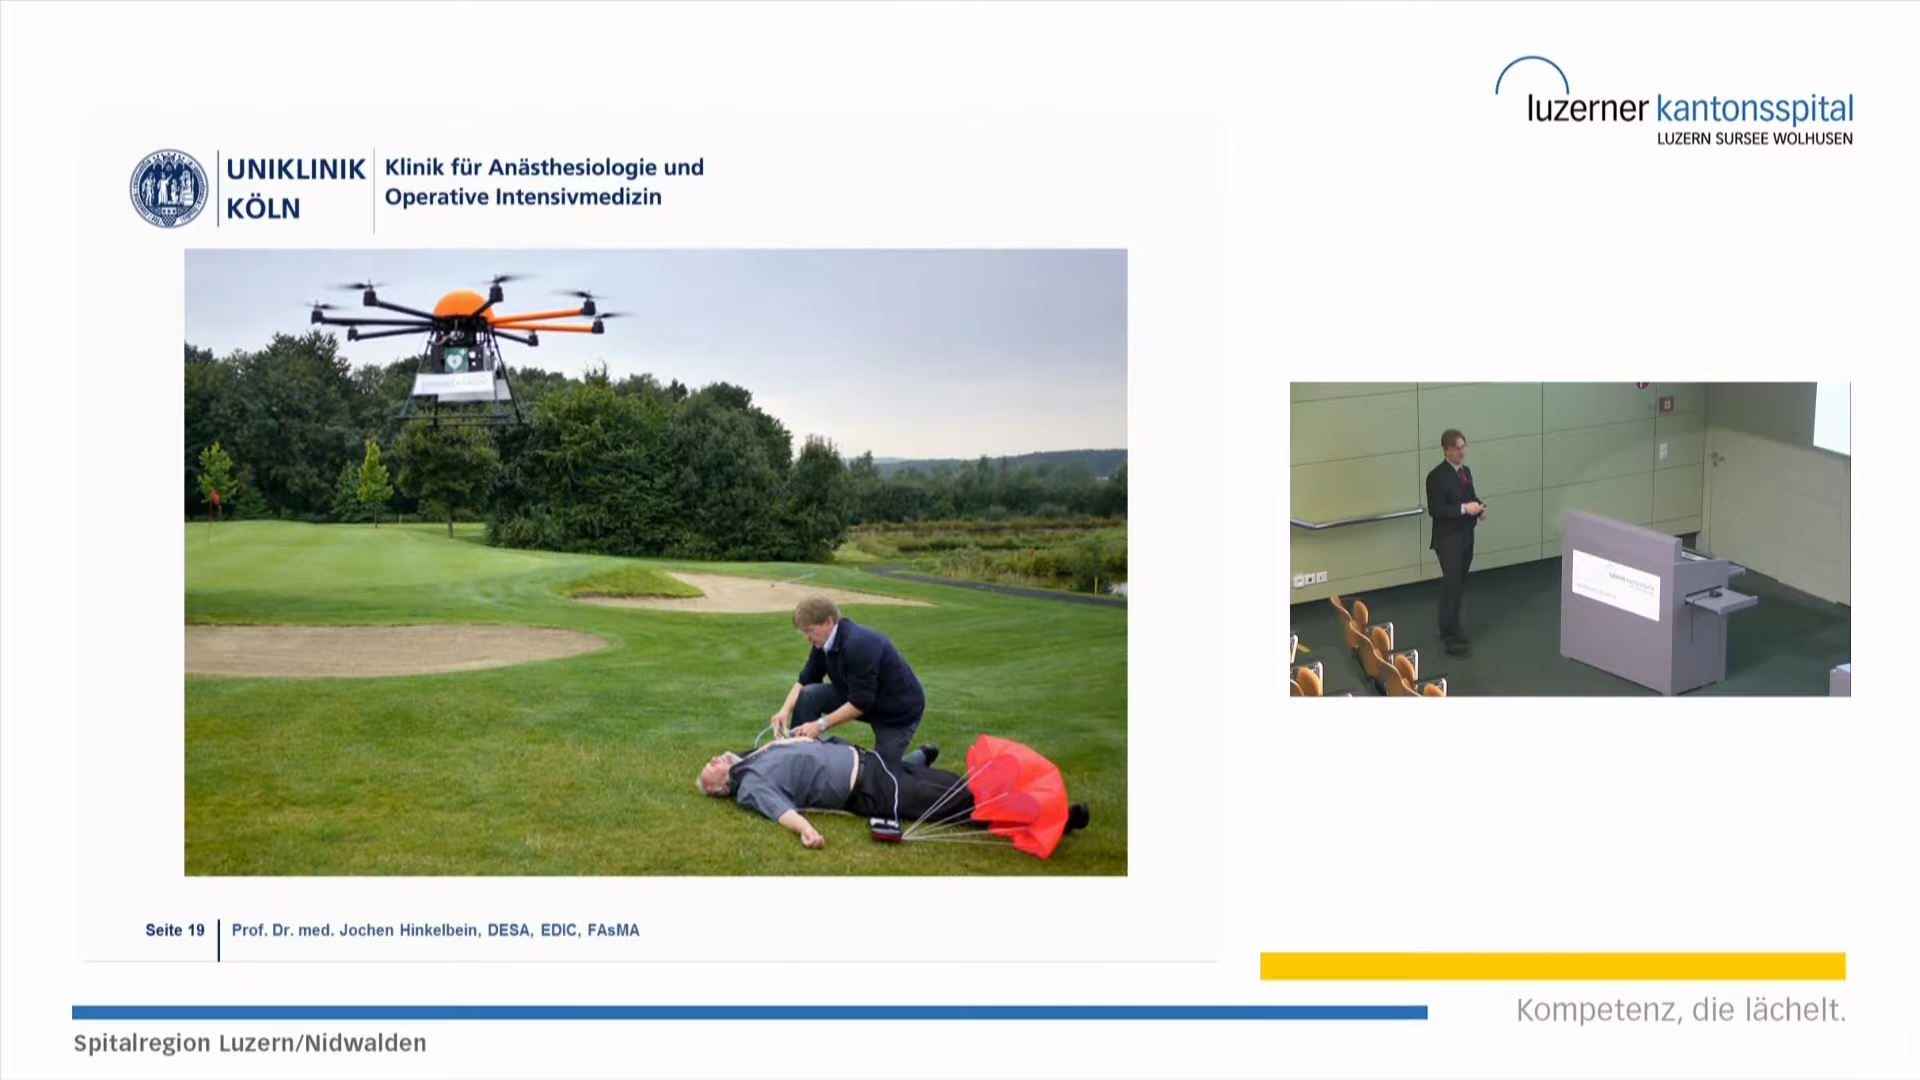 luzerner kantonsspital
LUZERN SURSEE WOLHUSEN
UNIKLINIK
KÖLN
Klinik für Anästhesiologie und
Operative Intensivmedizin
Seite 19
Prof. Dr. med. Jochen Hinkelbein, DESA, EDIC, FAsMA
Kompetenz, die lächelt.
Spitalregion Luzern/Nidwalden